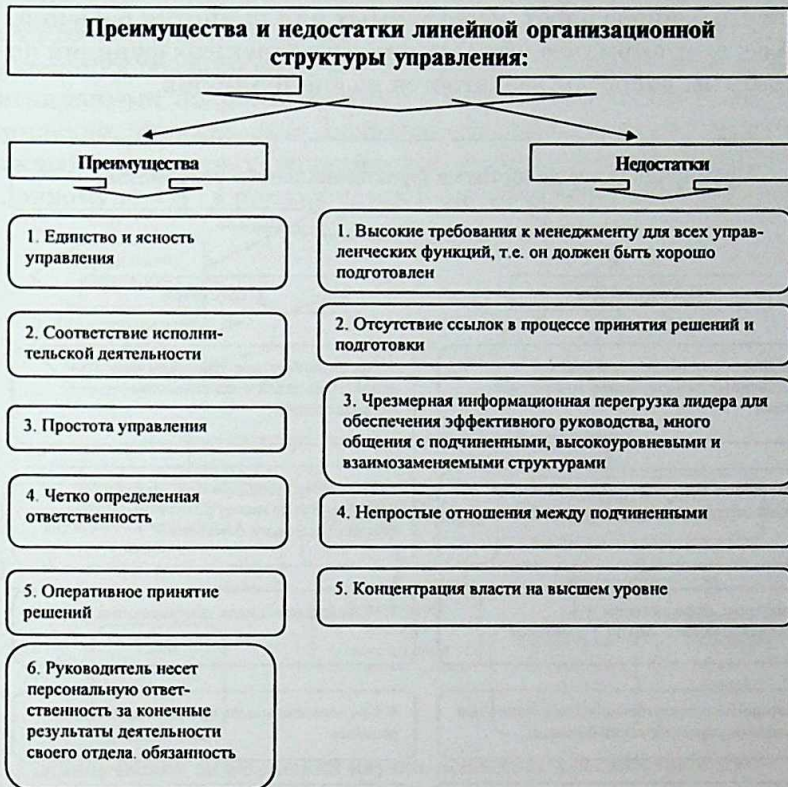 Преимущества и недостатки линейной организационной
структуры управления:
Преимущества
Недостатки
1. Единство и ясность
управления
2. Соответствие исполни-
тельской деятельности
3. Простота управления
4. Четко определенная
ответственность
5. Оперативное принятие
решений
6. Руководитель несет
персональную ответ-
ственность за конечные
результаты деятельности
своего отдела. обязанность
1. Высокие требования к менеджменту для всех управ-
ленческих функций, т.е. он должен быть хорошо
подготовлен
2. Отсутствие ссылок в процессе принятия решений и
подготовки
3. Чрезмерная информационная перегрузка лидера для
обеспечения эффективного руководства, много
общения с подчиненными, высокоуровневыми и
взаимозаменяемыми структурами
4. Непростые отношения между подчиненными
5. Концентрация власти на высшем уровне